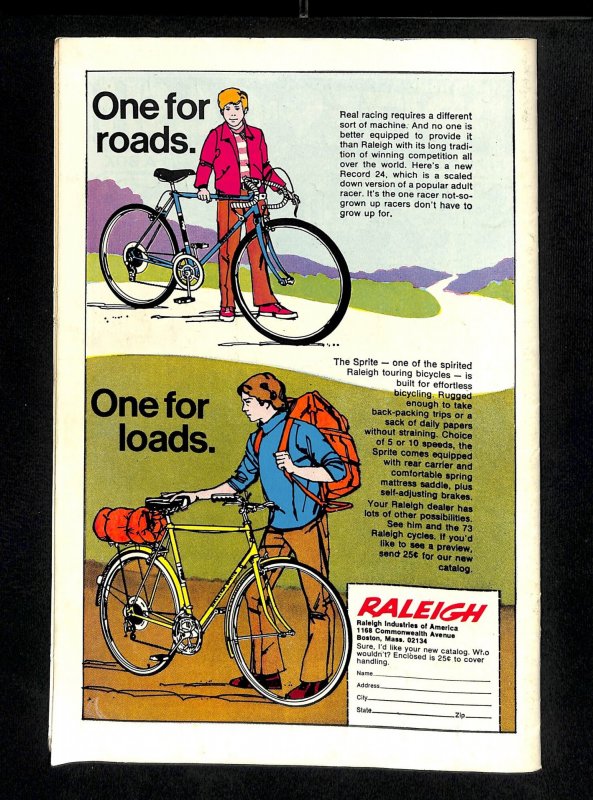 One for
roads.
Real racing requires a different
sort of machine. And no one is
better equipped to provide it
than Raleigh with its long tradi-
tion of winning competition all
over the world. Here's a new
Record 24, which is a scaled
down version of a popular adult
racer. It's the one racer not-so-
grown up racers don't have to
grow up for.
The Sprite — one of the spirited
Raleigh touring bicycles — is
built for effortless
bicycling. Rugged
enough to take
back-packing trips or a
sack of daily papers
without straining. Choice
of 5 or 10 speeds, the
Sprite comes equipped
with rear carrier and
comfortable spring
mattress saddle, plus
self-adjusting brakes.
Your Raleigh dealer has
lots of other possibilities.
See him and the 73
Raleigh cycles. If you'd
like to see a preview,
send 25¢ for our new
catalog.
One for
loads.
RALEIGH
Raleigh Industries of America
1168 Commonwealth Avenue
Boston, Mass. 02134
Sure, I'd like your new catalog. Who
wouldn't? Enclosed is 25¢ to cover
handling.
Name
Address
City
State Zip